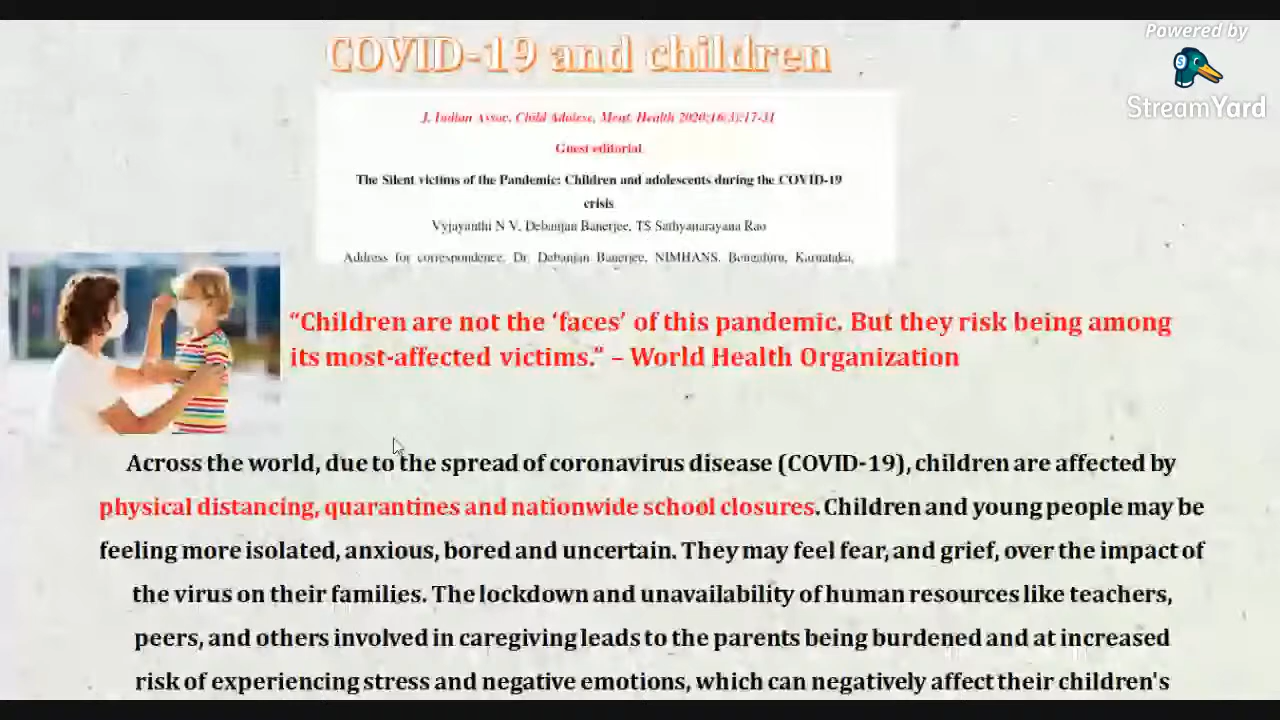 Powered by
StreamYard
COVID-19 and children
J. Indian Assoc. Child Adolesc. Ment. Health 2020;16(3):17-31
Guest editorial
The Silent victims of the Pandemic: Children and adolescents during the COVID-19
crisis
Vyjayanthi N V, Debanjan Banerjee, TS Sathyanarayana Rao
Address for correspondence. Dr. Debanjan Banerjee, NIMHANS, Bengaluru, Karnataka,
“Children are not the ‘faces’ of this pandemic. But they risk being among
its most-affected victims.” – World Health Organization
Across the world, due to the spread of coronavirus disease (COVID-19), children are affected by
physical distancing, quarantines and nationwide school closures. Children and young people may be
feeling more isolated, anxious, bored and uncertain. They may feel fear, and grief, over the impact of
the virus on their families. The lockdown and unavailability of human resources like teachers,
peers, and others involved in caregiving leads to the parents being burdened and at increased
risk of experiencing stress and negative emotions, which can negatively affect their children's